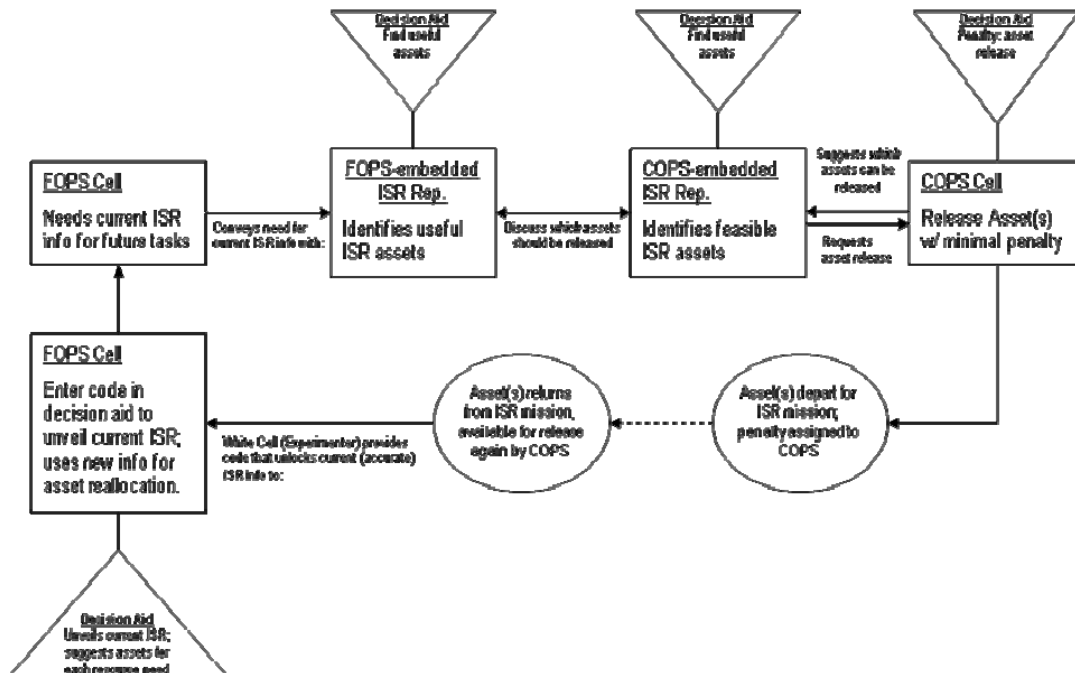 Decision Aid
Find useful
assets
Decision Aid
Find useful
assets
Decision Aid
Penalty: asset
release
FOPS Cell
Needs current ISR
info for future tasks
Conveys need for
current ISR info with:
FOPS-embedded
ISR Rep.
Identifies useful
ISR assets
Discuss which assets
should be released
COPS-embedded
ISR Rep.
Identifies feasible
ISR assets
Suggests which
assets can be
released
Requests
asset release
COPS Cell
Release Asset(s)
w/ minimal penalty
FOPS Cell
Enter code in
decision aid to
unveil current ISR;
uses new info for
asset reallocation.
White Cell (Experimenter) provides
code that unlocks current (accurate)
ISR info to:
Asset(s) returns
from ISR mission,
available for release
again by COPS
Asset(s) depart for
ISR mission;
penalty assigned to
COPS
Decision Aid
Unveils current ISR;
suggests assets for
each response need